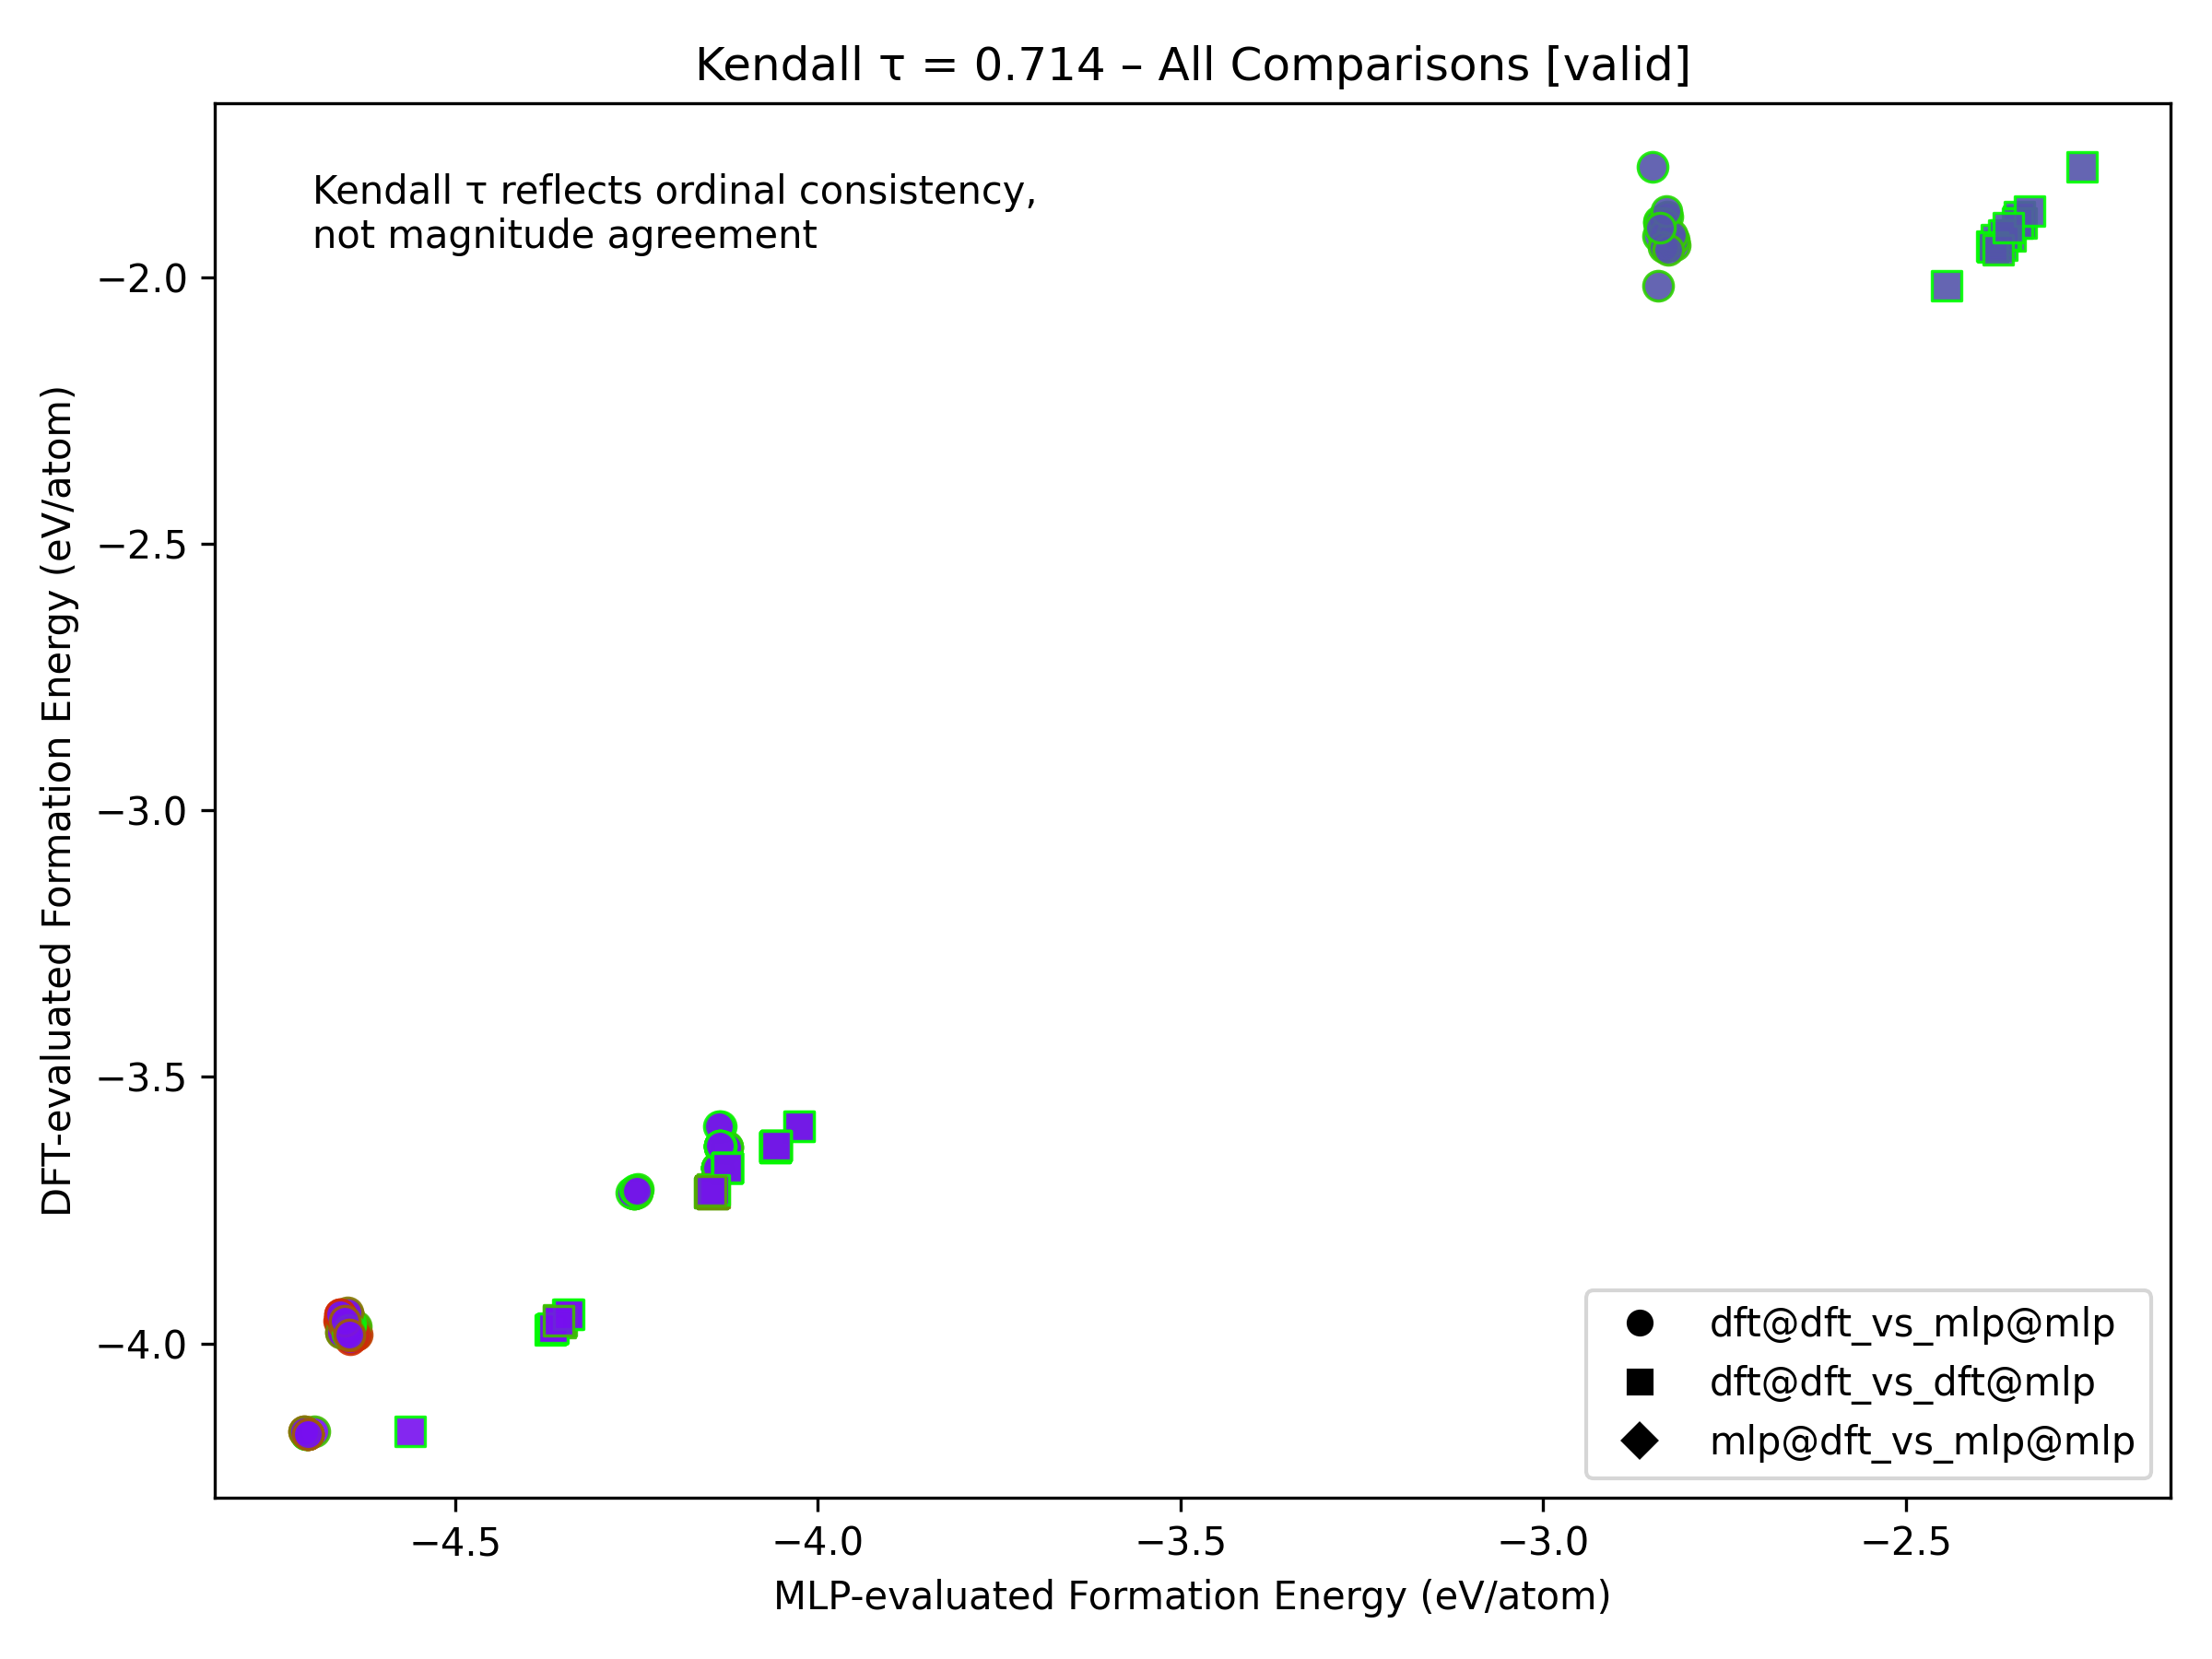 Kendall τ = 0.714 – All Comparisons [valid]
Kendall τ reflects ordinal consistency,
not magnitude agreement
DFT-evaluated Formation Energy (eV/atom)
−2.0
−2.5
−3.0
−3.5
−4.0
dft@dft_vs_mlp@mlp
dft@dft_vs_dft@mlp
mlp@dft_vs_mlp@mlp
−4.5
−4.0
−3.5
−3.0
−2.5
MLP-evaluated Formation Energy (eV/atom)